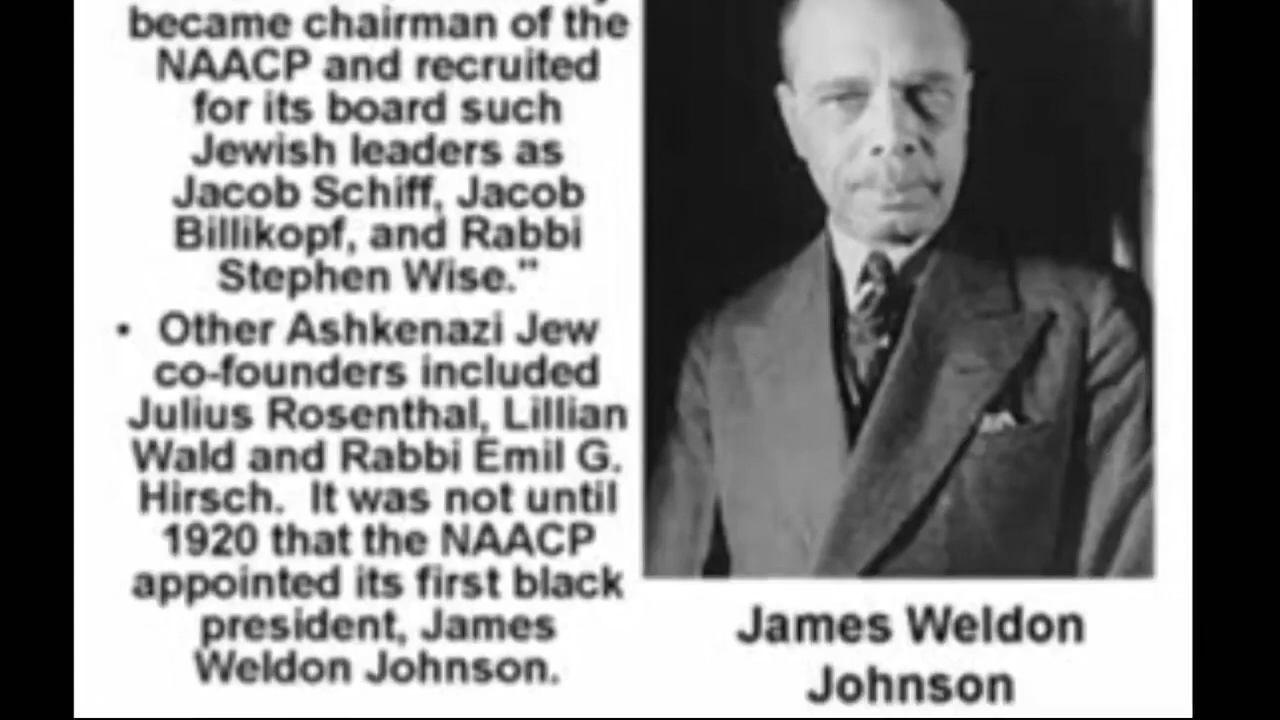 became chairman of the
NAACP and recruited
for its board such
Jewish leaders as
Jacob Schiff, Jacob
Billikopf, and Rabbi
Stephen Wise."
• Other Ashkenazi Jew
co-founders included
Julius Rosenthal, Lillian
Wald and Rabbi Emil G.
Hirsch. It was not until
1920 that the NAACP
appointed its first black
president, James
Weldon Johnson.
James Weldon
Johnson